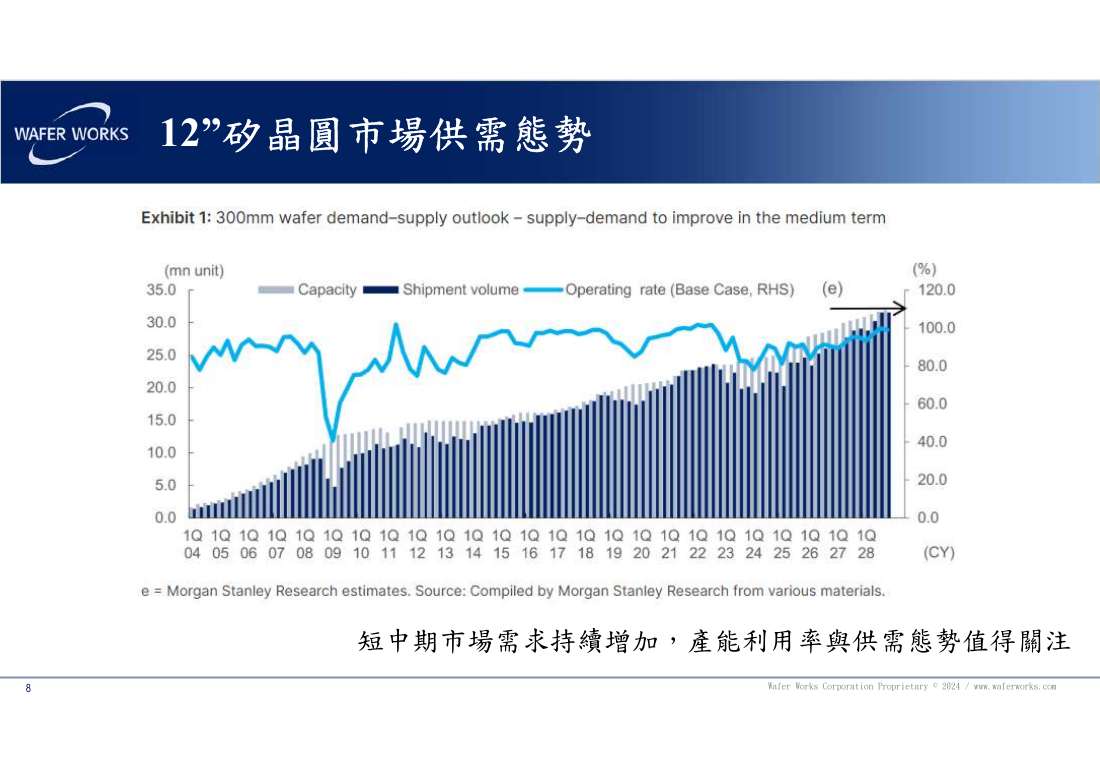 WAFER WORKS
12”矽晶圓市場供需態勢
Exhibit 1: 300mm wafer demand–supply outlook – supply–demand to improve in the medium term
(mn unit)
(%)
Capacity Shipment volume Operating rate (Base Case, RHS) (e)
35.0 120.0
30.0 100.0
25.0 80.0
20.0 60.0
15.0 40.0
10.0 20.0
5.0 0.0
0.0
1Q 1Q 1Q 1Q 1Q 1Q 1Q 1Q 1Q 1Q 1Q 1Q 1Q 1Q 1Q 1Q 1Q 1Q 1Q 1Q 1Q 1Q 1Q 1Q 1Q
04 05 06 07 08 09 10 11 12 13 14 15 16 17 18 19 20 21 22 23 24 25 26 27 28 (CY)
e = Morgan Stanley Research estimates. Source: Compiled by Morgan Stanley Research from various materials.
短中期市場需求持續增加，產能利用率與供需態勢值得關注
8
Wafer Works Corporation Proprietary © 2024 / www.waferworks.com